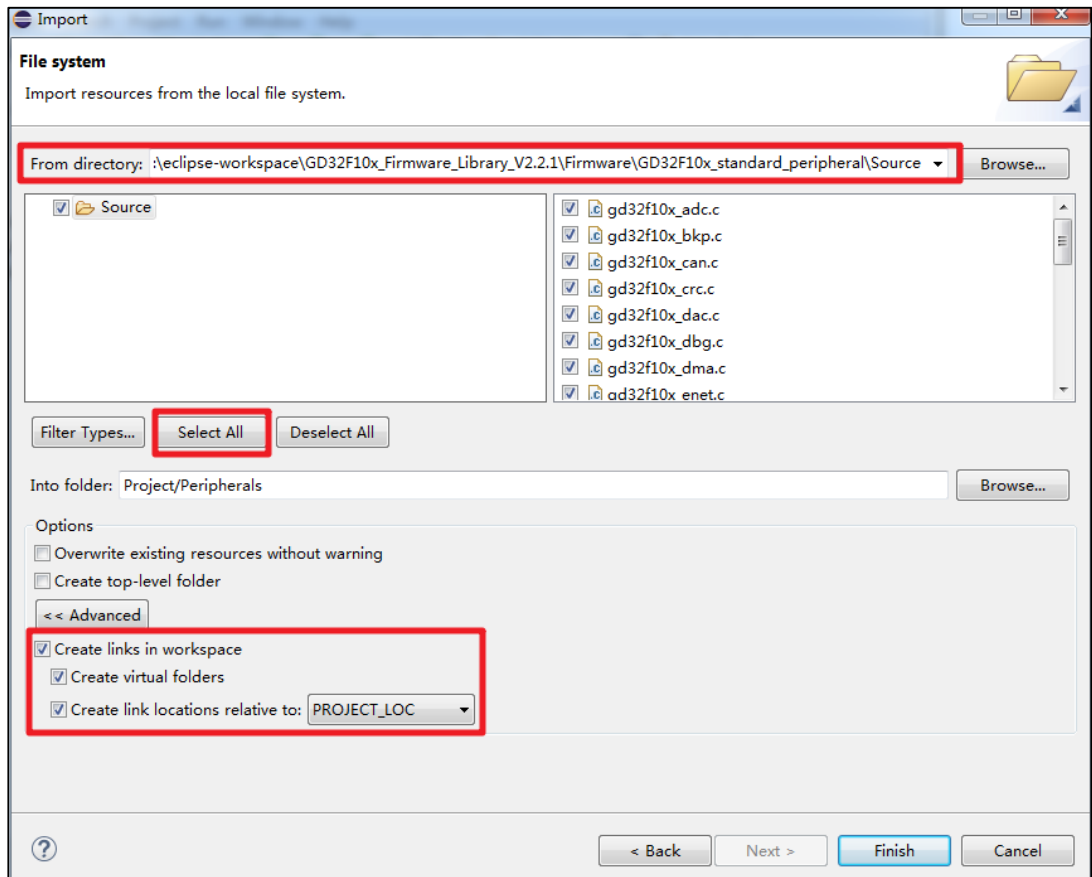 Import
File system
Import resources from the local file system.
From directory: :\eclipse-workspace\GD32F10x_Firmware_Library_V2.2.1\Firmware\GD32F10x_standard_peripheral\Source
Browse...
Source
gd32f10x_adc.c
gd32f10x_bkp.c
gd32f10x_can.c
gd32f10x_crc.c
gd32f10x_dac.c
gd32f10x_dbg.c
gd32f10x_dma.c
gd32f10x_enet.c
Filter Types... Select All Deselect All
Into folder: Project/Peripherals Browse...
Options
Overwrite existing resources without warning
Create top-level folder
<< Advanced
Create links in workspace
Create virtual folders
Create link locations relative to: PROJECT_LOC
< Back Next > Finish Cancel